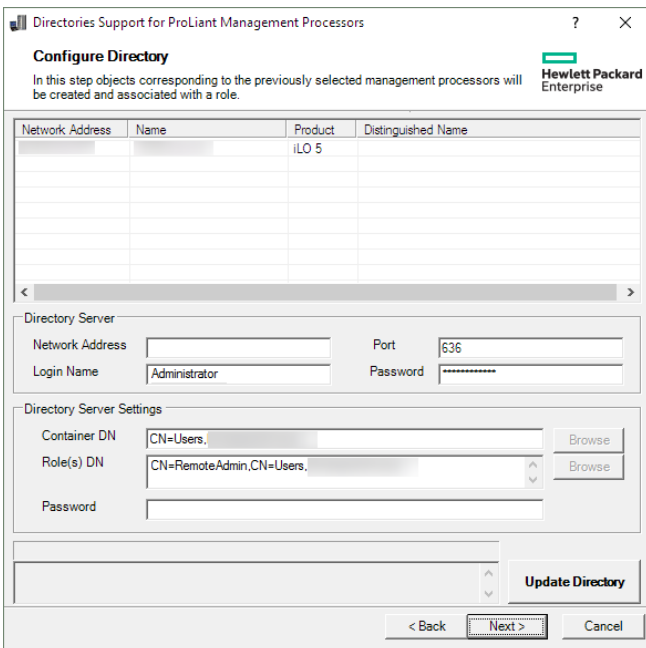 Directories Support for ProLiant Management Processors ? ×
Configure Directory
In this step objects corresponding to the previously selected management processors will
be created and associated with a role.
Hewlett Packard
Enterprise
Network Address Name Product Distinguished Name
iLO 5
Directory Server
Network Address Port 636
Login Name Administrator Password ************
Directory Server Settings
Container DN CN=Users, Browse
Role(s) DN CN=RemoteAdmin,CN=Users, Browse
Password
Update Directory
< Back Next > Cancel